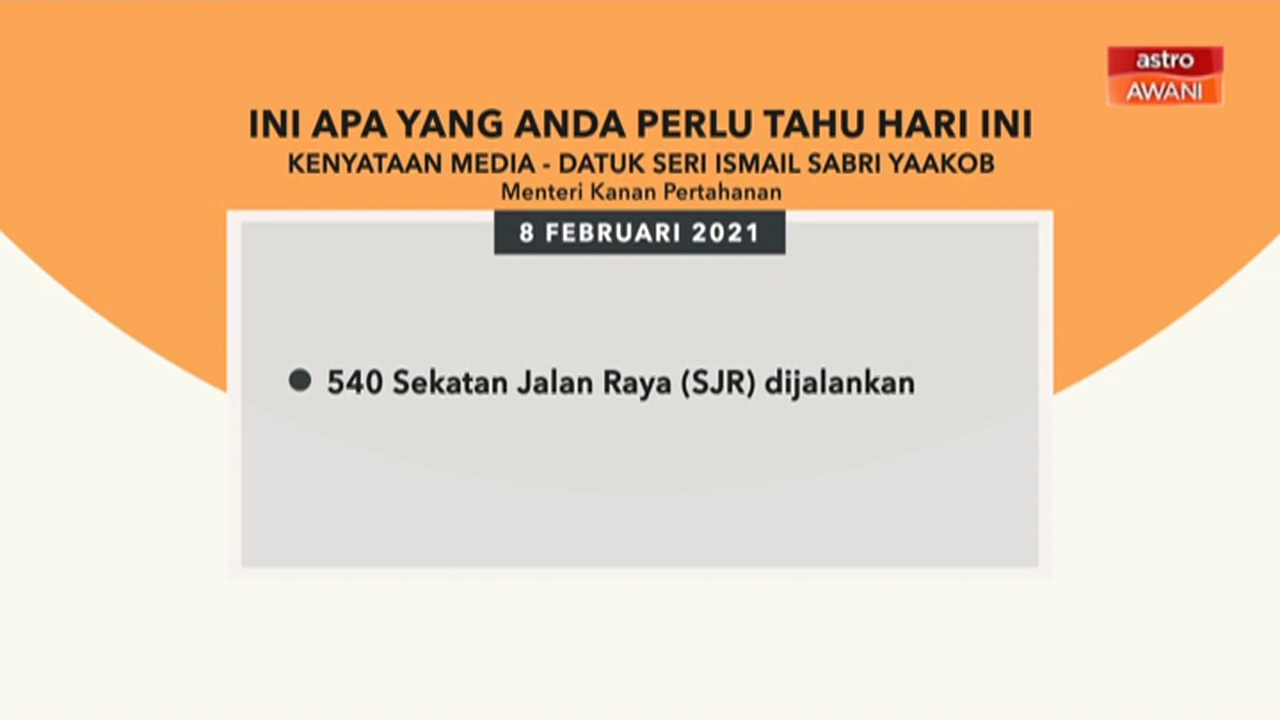 astro
AWANI
INI APA YANG ANDA PERLU TAHU HARI INI
KENYATAAN MEDIA - DATUK SERI ISMAIL SABRI YAAKOB
Menteri Kanan Pertahanan
8 FEBRUARI 2021
● 540 Sekatan Jalan Raya (SJR) dijalankan